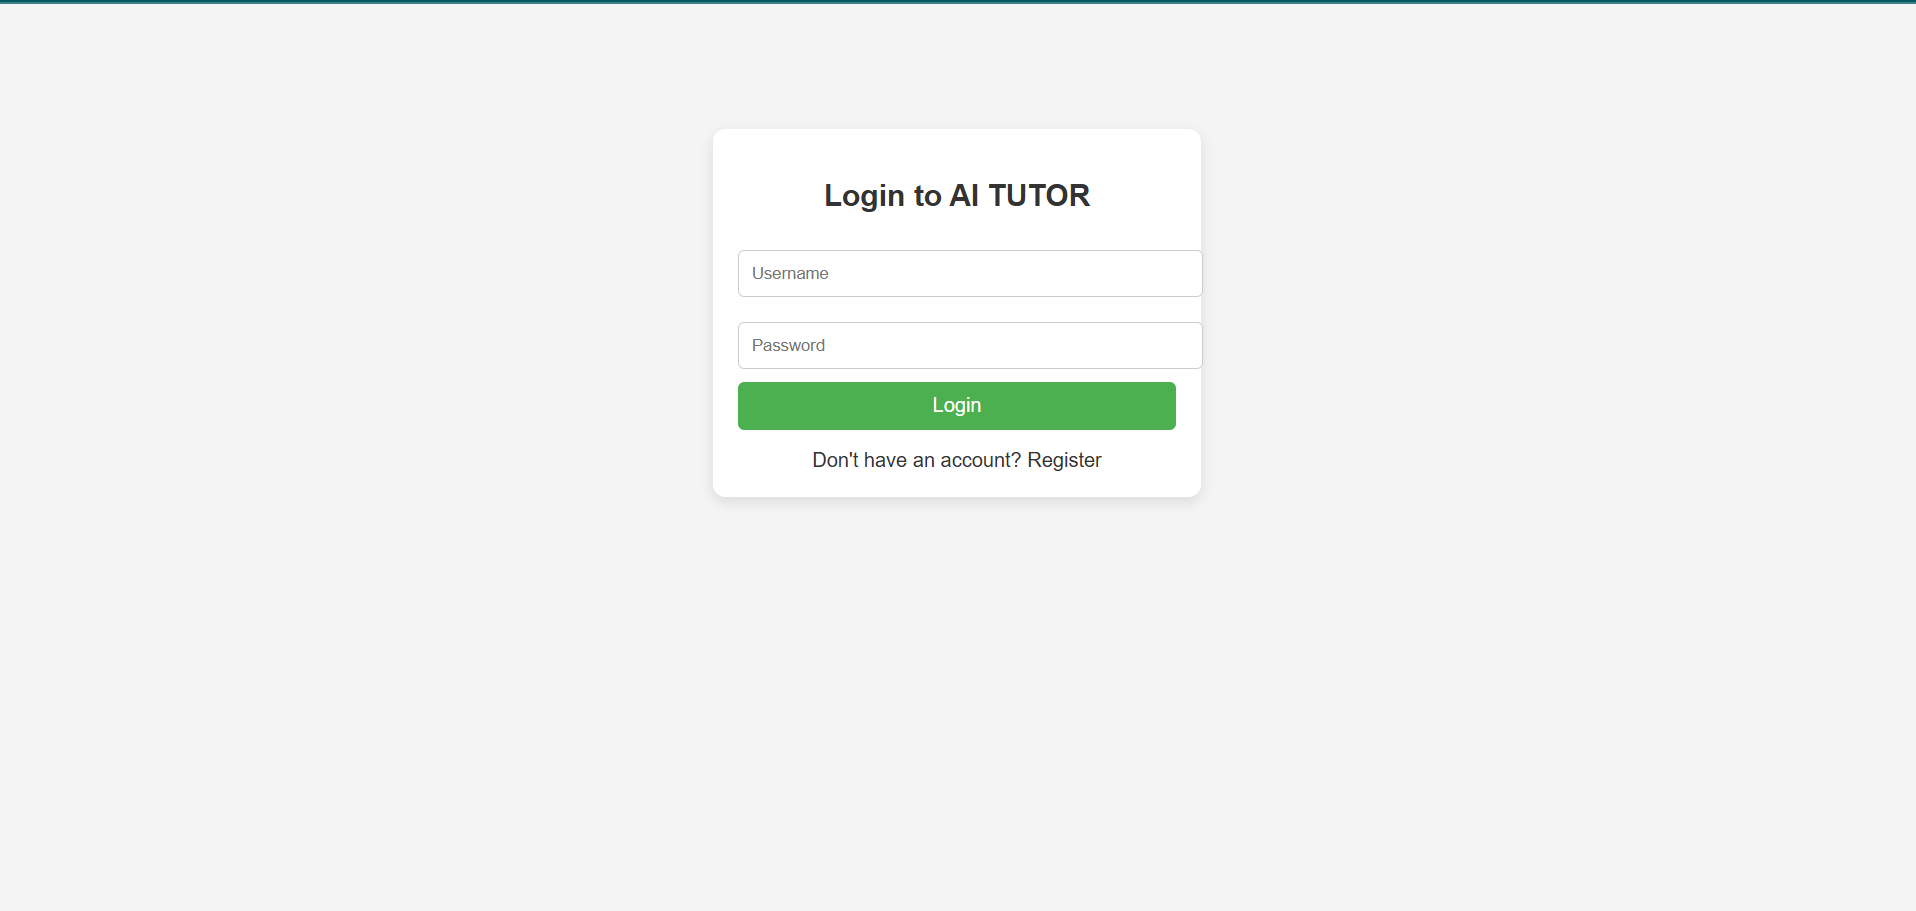 Login to AI TUTOR
Username
Password
Login
Don't have an account? Register